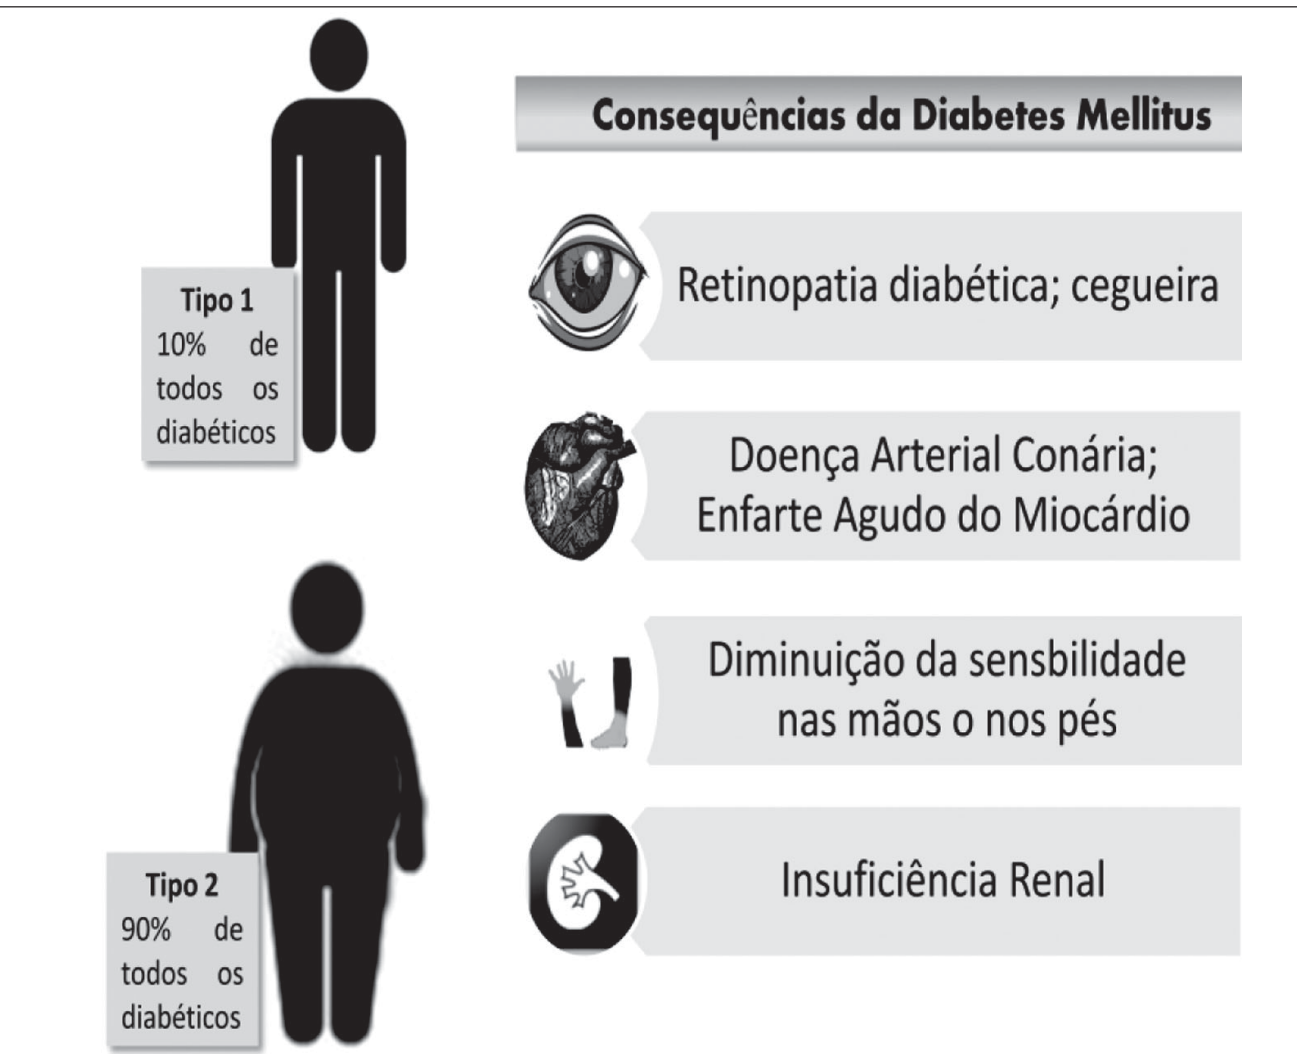 Consequências da Diabetes Mellitus
Tipo 1
10% de
todos os
diabéticos
Retinopatia diabética; cegueira
Doença Arterial Conária;
Enfarte Agudo do Miocárdio
Diminuição da sensbilidade
nas mãos o nos pés
Tipo 2
90% de
todos os
diabéticos
Insuficiência Renal